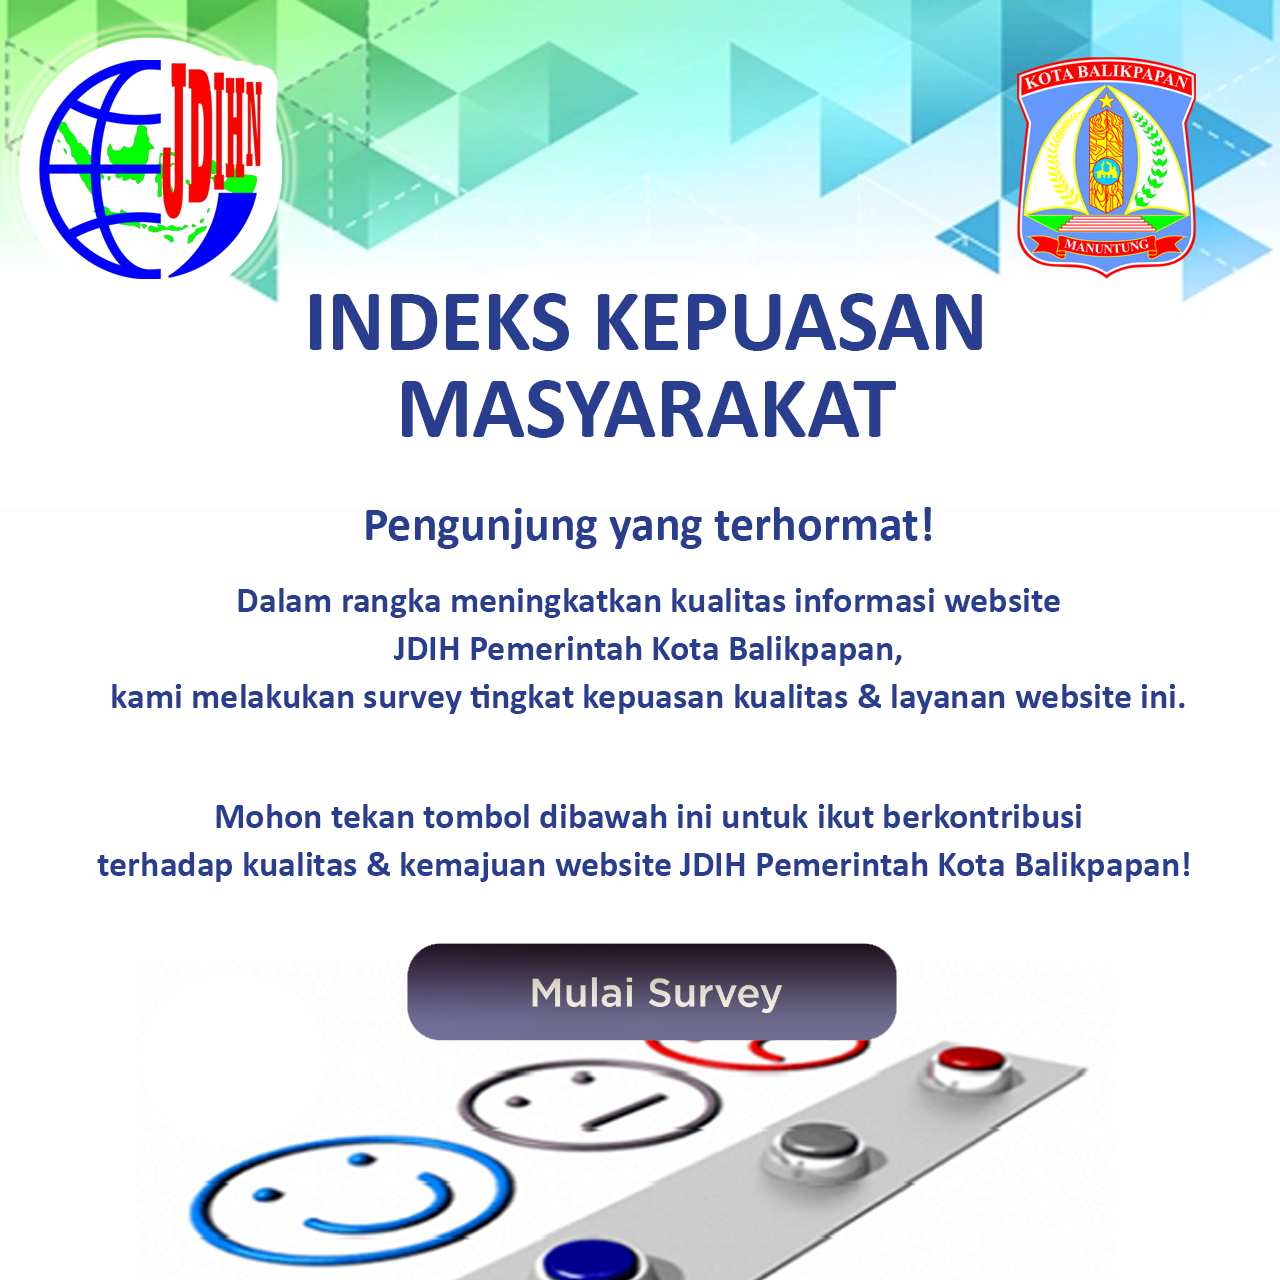 JDIHN
KOTA BALIKPAPAN
MANUNTUNG
INDEKS KEPUASAN
MASYARAKAT
Pengunjung yang terhormat!
Dalam rangka meningkatkan kualitas informasi website
JDIH Pemerintah Kota Balikpapan,
kami melakukan survey tingkat kepuasan kualitas & layanan website ini.
Mohon tekan tombol dibawah ini untuk ikut berkontribusi
terhadap kualitas & kemajuan website JDIH Pemerintah Kota Balikpapan!
Mulai Survey